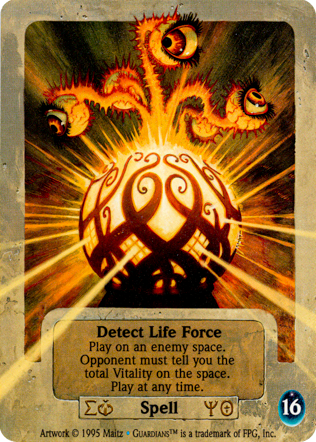 Detect Life Force
Play on an enemy space.
Opponent must tell you the
total Vitality on the space.
Play at any time.
Spell
16
Artwork © 1995 Maitz • GUARDIANS™ is a trademark of FPG, Inc.